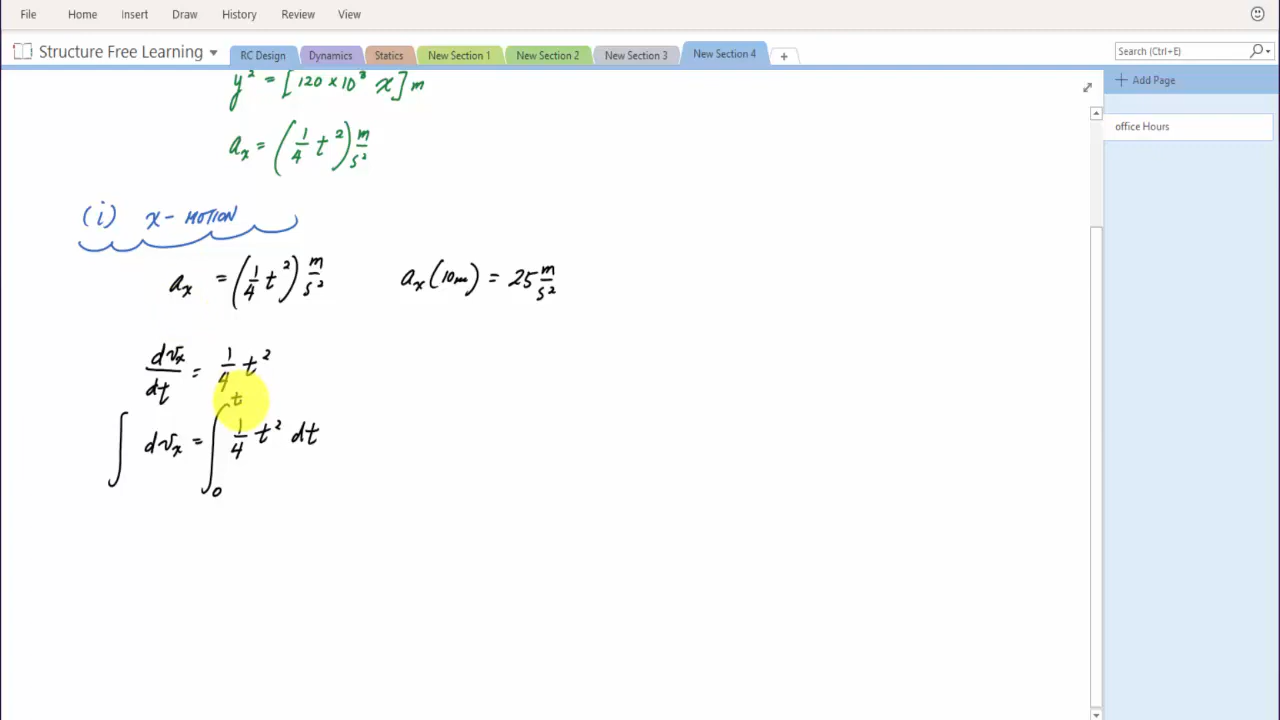 File Home Insert Draw History Review View
Structure Free Learning RC Design Dynamics Statics New Section 1 New Section 2 New Section 3 New Section 4 + Search (Ctrl+E)
+ Add Page
office Hours
y² = [120 × 10³ x] m
aₓ = (1/4 t²) m/s²
(i) x - MOTION
aₓ = (1/4 t²) m/s² aₓ(10m) = 25 m/s²
dvₓ/dt = 1/4 t²
∫ dvₓ = ∫₀ᵗ 1/4 t² dt